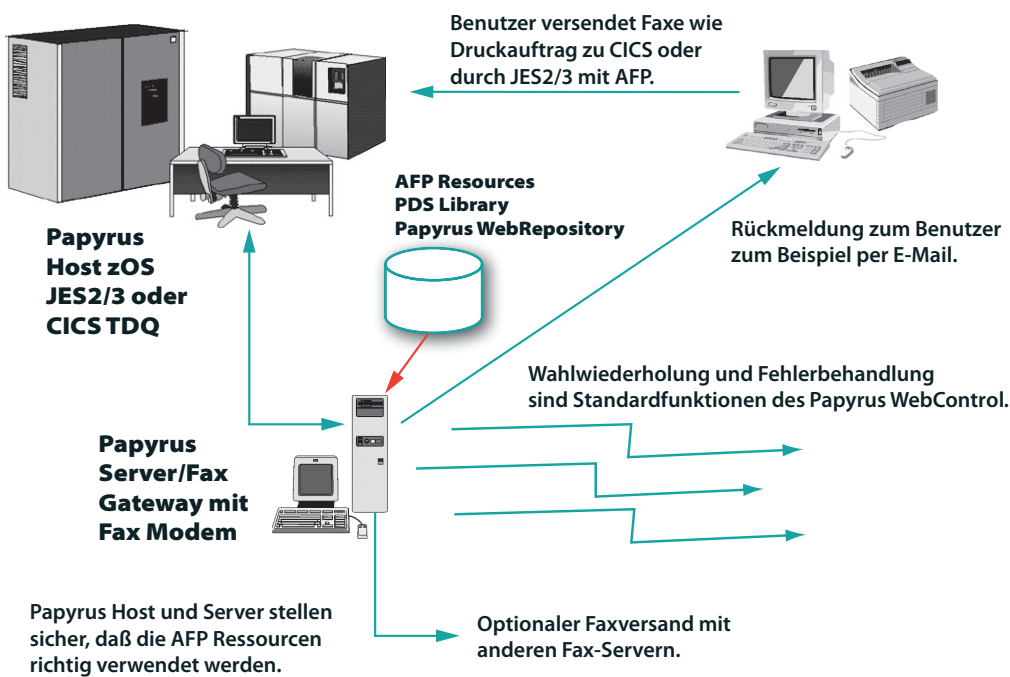 Benutzer versendet Faxe wie
Druckauftrag zu CICS oder
durch JES2/3 mit AFP.
AFP Resources
PDS Library
Papyrus WebRepository
Rückmeldung zum Benutzer
zum Beispiel per E-Mail.
Papyrus
Host zOS
JES2/3 oder
CICS TDQ
Wahlwiederholung und Fehlerbehandlung
sind Standardfunktionen des Papyrus WebControl.
Papyrus
Server/Fax
Gateway mit
Fax Modem
Papyrus Host und Server stellen
sicher, daß die AFP Ressourcen
richtig verwendet werden.
Optionaler Faxversand mit
anderen Fax-Servern.